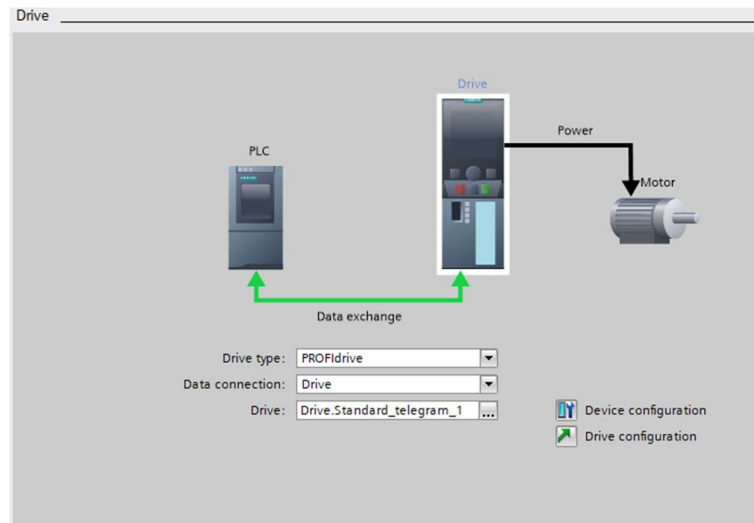 Drive
Drive
Power
PLC
Motor
Data exchange
Drive type: PROFIdrive
Data connection: Drive
Drive: Drive.Standard_telegram_1 ...
Device configuration
Drive configuration